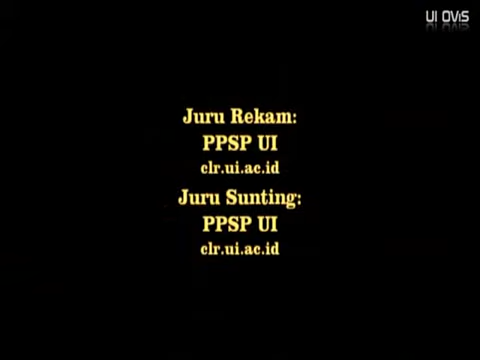 UI OViS
Juru Rekam:
PPSP UI
clr.ui.ac.id
Juru Sunting:
PPSP UI
clr.ui.ac.id